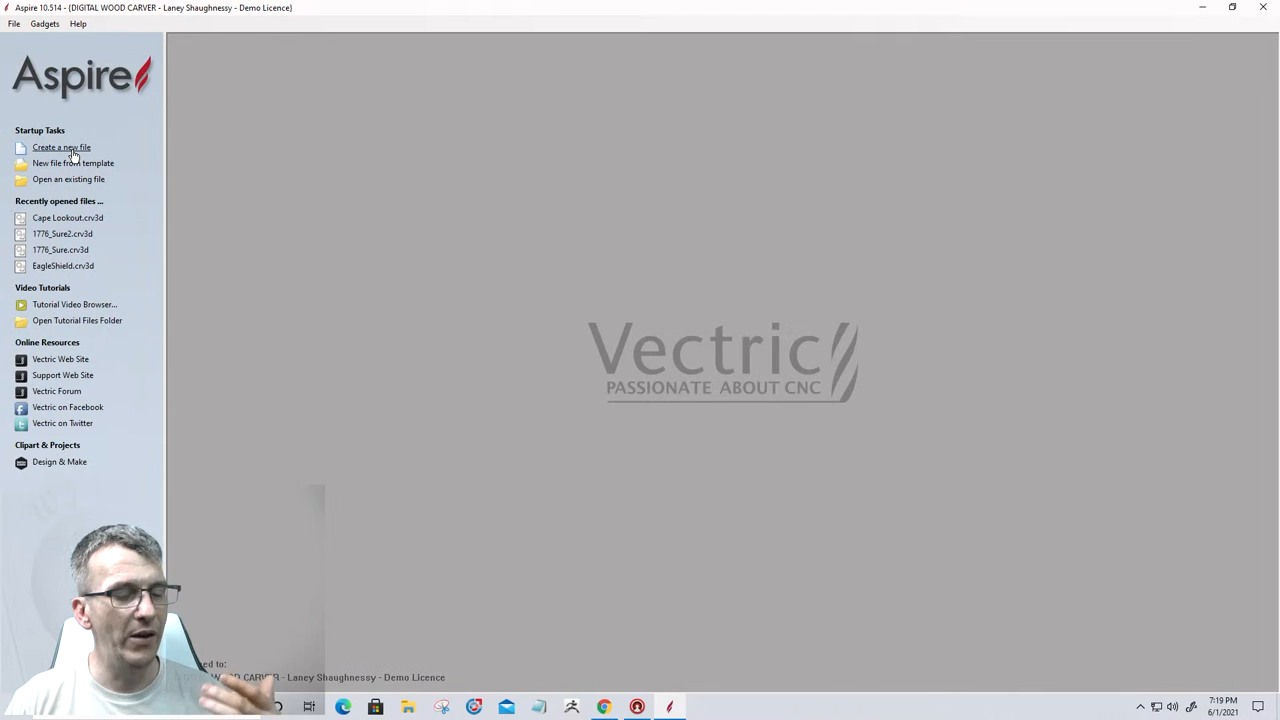 Aspire 10.514 - (DIGITAL WOOD CARVER - Laney Shaughnessy - Demo Licence)
File Gadgets Help
Aspire
Startup Tasks
Create a new file
New file from template
Open an existing file
Recently opened files ...
Cape Lookout.crv3d
1776_Sure2.crv3d
1776_Sure.crv3d
EagleShield.crv3d
Video Tutorials
Tutorial Video Browser...
Open Tutorial Files Folder
Online Resources
Vectric Web Site
Support Web Site
Vectric Forum
Vectric on Facebook
Vectric on Twitter
Clipart & Projects
Design & Make
Vectric
PASSIONATE ABOUT CNC
to:
WOOD CARVER - Laney Shaughnessy - Demo Licence
7:19 PM
6/1/2021